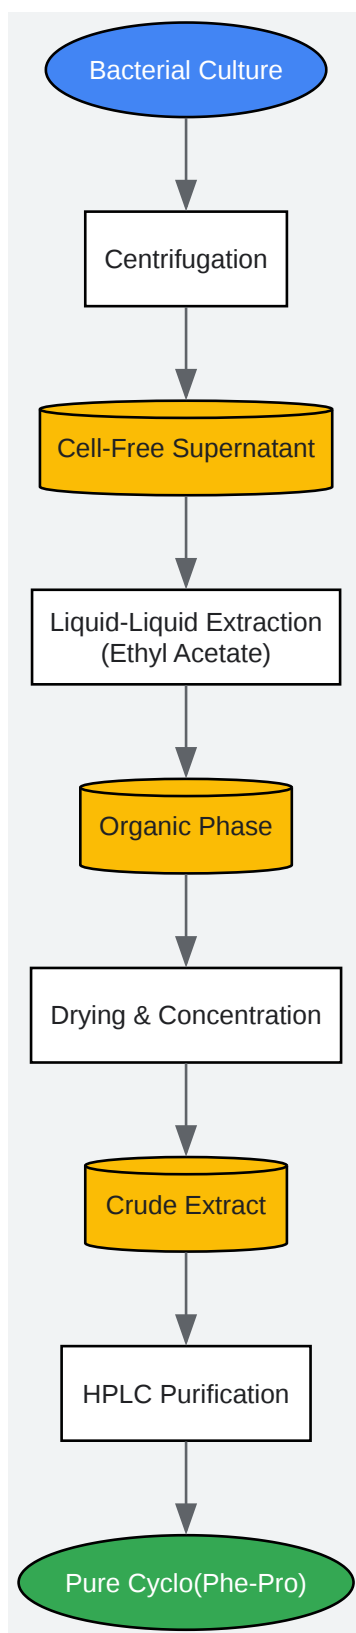 Bacterial Culture
Centrifugation
Cell-Free Supernatant
Liquid-Liquid Extraction
(Ethyl Acetate)
Organic Phase
Drying & Concentration
Crude Extract
HPLC Purification
Pure Cyclo(Phe-Pro)